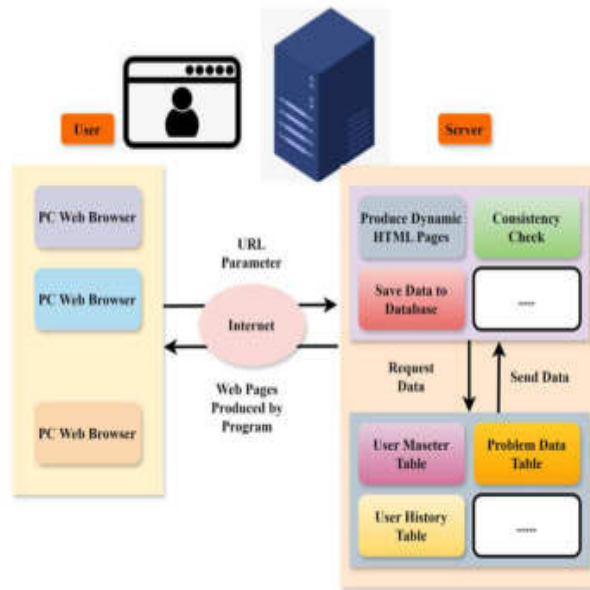 User
Server
PC Web Browser
PC Web Browser
PC Web Browser
URL
Parameter
Internet
Web Pages
Produced by
Program
Produce Dynamic
HTML Pages
Consistency
Check
Save Data to
Database
....
Request
Data
Send Data
User Maseter
Table
Problem Data
Table
User History
Table
.....